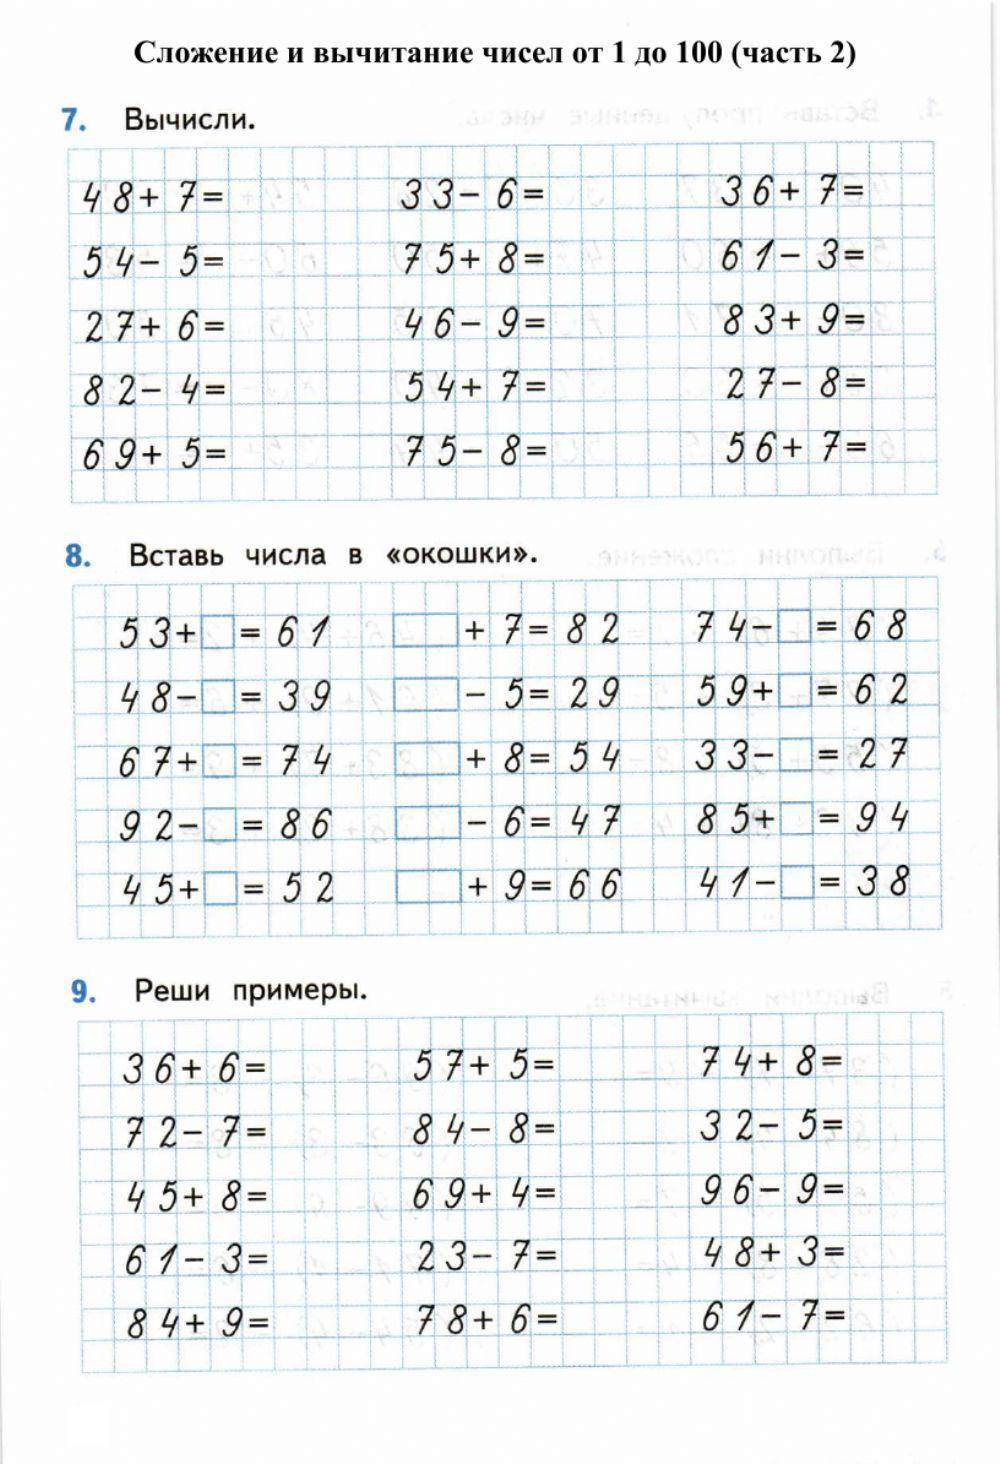 Сложение и вычитание чисел от 1 до 100 (часть 2)
7. Вычисли.
48+ 7= 33- 6= 36+ 7=
54- 5= 75+ 8= 61- 3=
27+ 6= 46- 9= 83+ 9=
82- 4= 54+ 7= 27- 8=
69+ 5= 75- 8= 56+ 7=
8. Вставь числа в «окошки».
53+□= 61 □+ 7= 82 74-□= 68
48-□= 39 □- 5= 29 59+□= 62
67+□= 74 □+ 8= 54 33-□= 27
92-□= 86 □- 6= 47 85+□= 94
45+□= 52 □+ 9= 66 41-□= 38
9. Реши примеры.
36+ 6= 57+ 5= 74+ 8=
72- 7= 84- 8= 32- 5=
45+ 8= 69+ 4= 96- 9=
61- 3= 23- 7= 48+ 3=
84+ 9= 78+ 6= 61- 7=